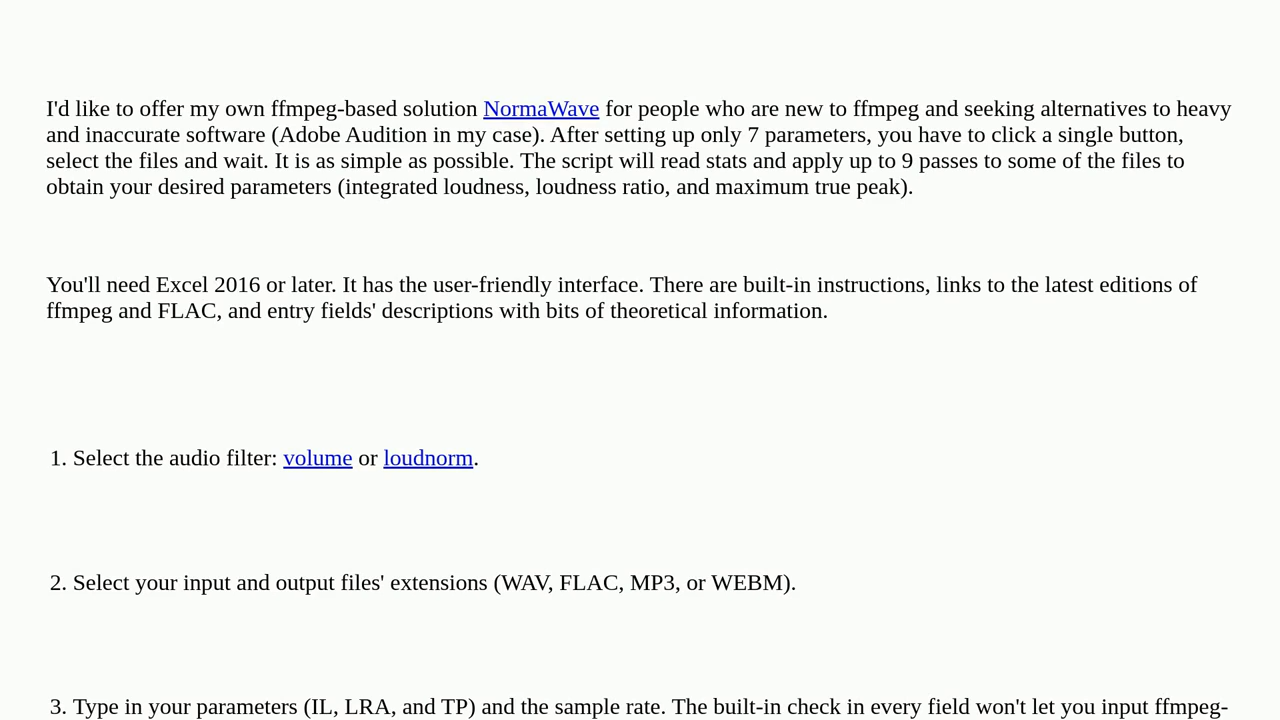 I'd like to offer my own ffmpeg-based solution NormaWave for people who are new to ffmpeg and seeking alternatives to heavy
and inaccurate software (Adobe Audition in my case). After setting up only 7 parameters, you have to click a single button,
select the files and wait. It is as simple as possible. The script will read stats and apply up to 9 passes to some of the files to
obtain your desired parameters (integrated loudness, loudness ratio, and maximum true peak).
You'll need Excel 2016 or later. It has the user-friendly interface. There are built-in instructions, links to the latest editions of
ffmpeg and FLAC, and entry fields' descriptions with bits of theoretical information.
1. Select the audio filter: volume or loudnorm.
2. Select your input and output files' extensions (WAV, FLAC, MP3, or WEBM).
3. Type in your parameters (IL, LRA, and TP) and the sample rate. The built-in check in every field won't let you input ffmpeg-